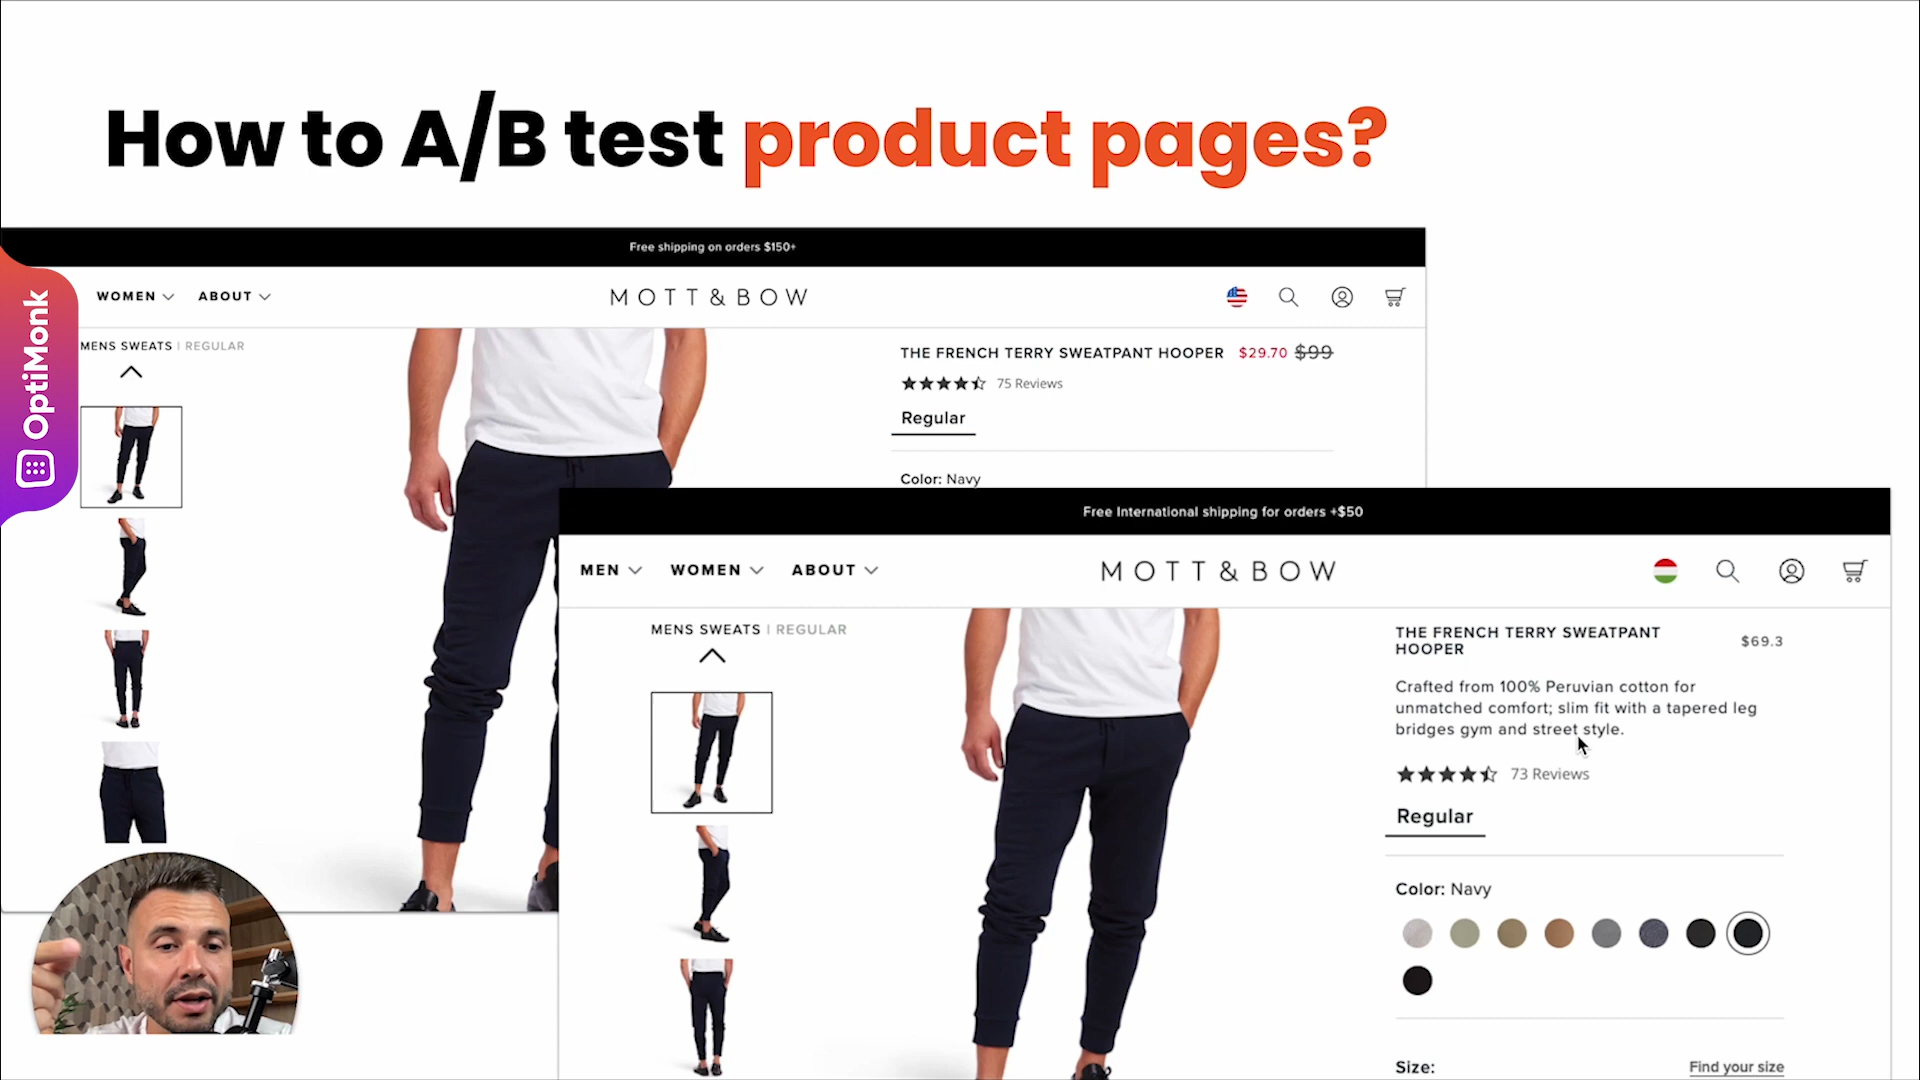 How to A/B test product pages?
OptiMonk
Free shipping on orders $150+
WOMEN ABOUT MOTT & BOW
MENS SWEATS | REGULAR
THE FRENCH TERRY SWEATPANT HOOPER $29.70 $99
75 Reviews
Regular
Color: Navy
Free International shipping for orders +$50
MEN WOMEN ABOUT MOTT & BOW
MENS SWEATS | REGULAR
THE FRENCH TERRY SWEATPANT
HOOPER
$69.3
Crafted from 100% Peruvian cotton for
unmatched comfort; slim fit with a tapered leg
bridges gym and street style.
73 Reviews
Regular
Color: Navy
Size: Find your size